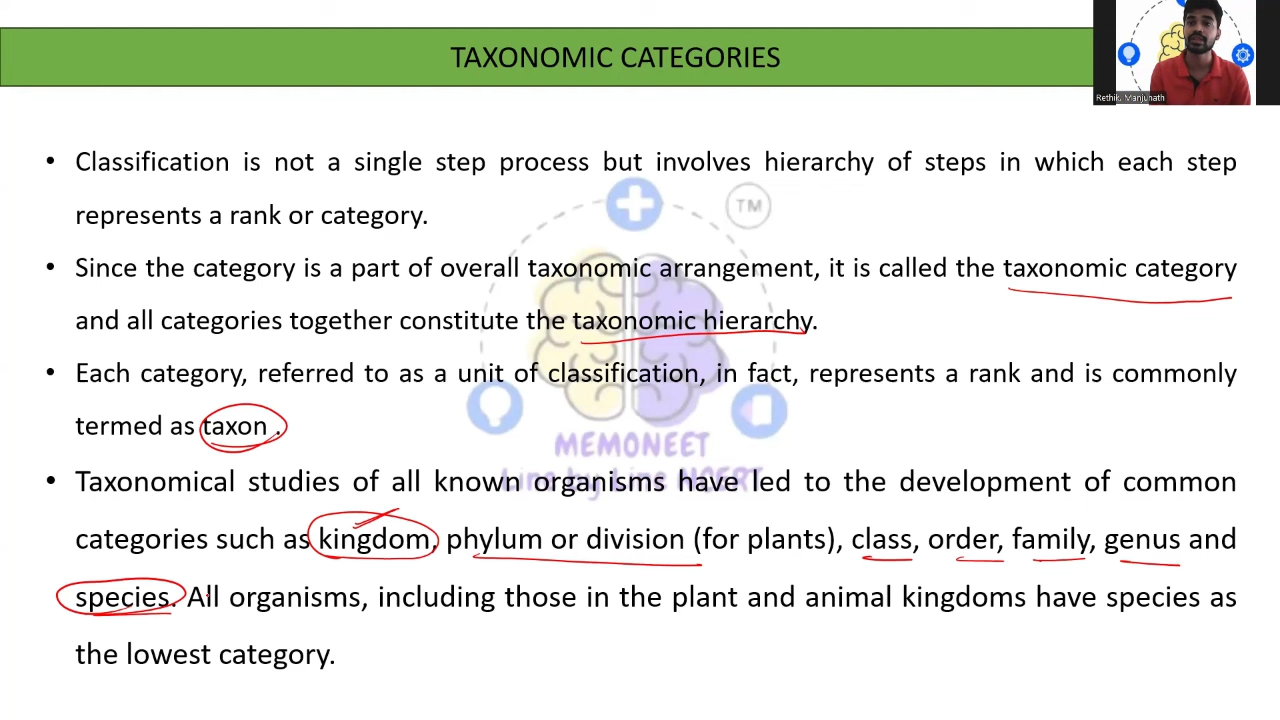 TAXONOMIC CATEGORIES
Rethik. Manjunath
• Classification is not a single step process but involves hierarchy of steps in which each step
represents a rank or category.
TM
• Since the category is a part of overall taxonomic arrangement, it is called the taxonomic category
and all categories together constitute the taxonomic hierarchy.
• Each category, referred to as a unit of classification, in fact, represents a rank and is commonly
termed as taxon .
MEMONEET
Line by Line NCERT
• Taxonomical studies of all known organisms have led to the development of common
categories such as kingdom, phylum or division (for plants), class, order, family, genus and
species. All organisms, including those in the plant and animal kingdoms have species as
the lowest category.